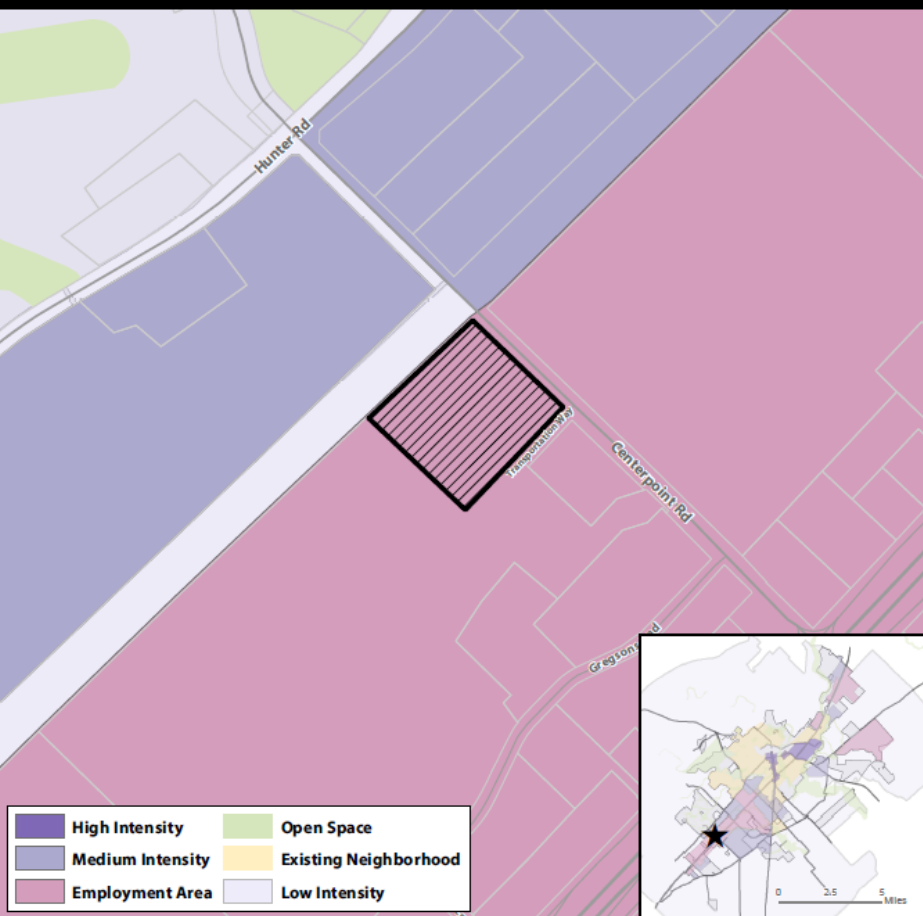 Hunter Rd
Transportation Way
Centerpoint Rd
High Intensity
Open Space
Medium Intensity
Existing Neighborhood
Employment Area
Low Intensity
0 2.5 5
Miles